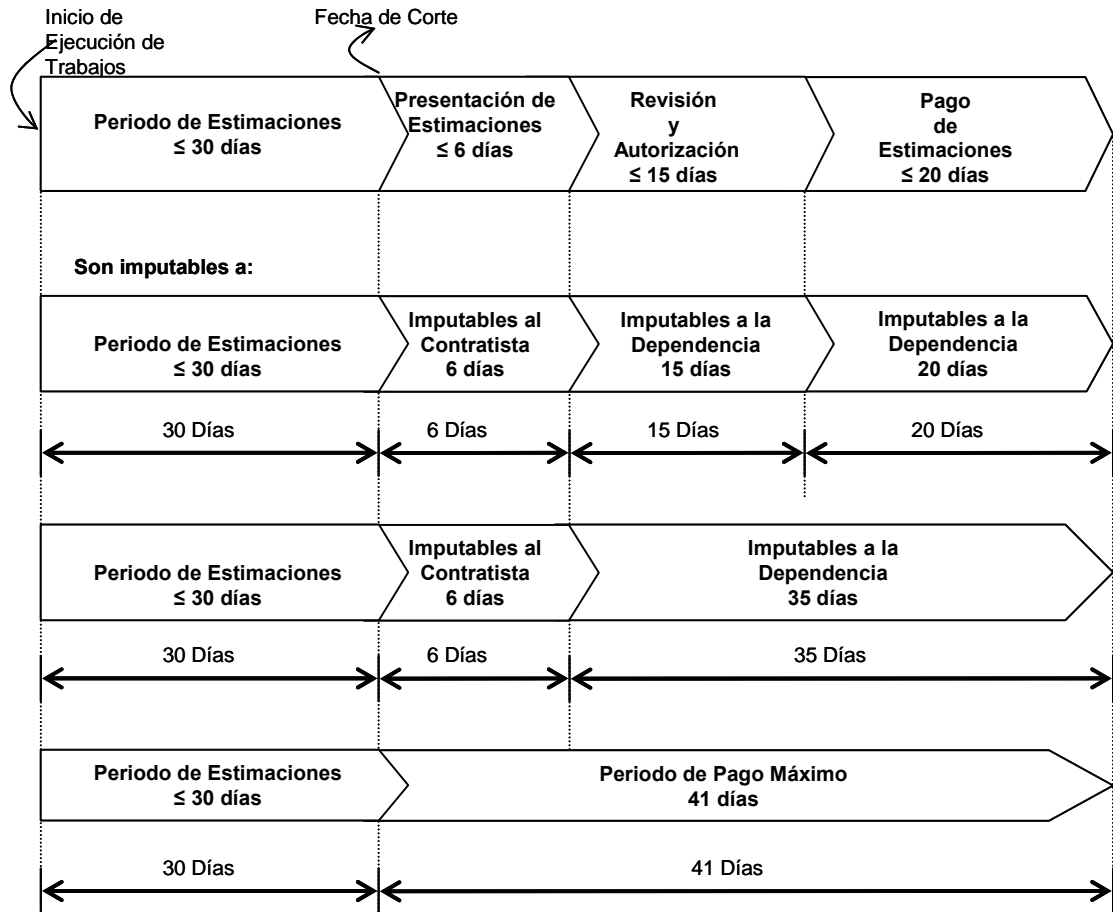 Inicio de
Ejecución de
Trabajos
Fecha de Corte
Periodo de Estimaciones
≤ 30 días
Presentación de
Estimaciones
≤ 6 días
Revisión
y
Autorización
≤ 15 días
Pago
de
Estimaciones
≤ 20 días
Son imputables a:
Periodo de Estimaciones
≤ 30 días
Imputables al
Contratista
6 días
Imputables a la
Dependencia
15 días
Imputables a la
Dependencia
20 días
30 Días
6 Días
15 Días
20 Días
Periodo de Estimaciones
≤ 30 días
Imputables al
Contratista
6 días
Imputables a la
Dependencia
35 días
30 Días
6 Días
35 Días
Periodo de Estimaciones
≤ 30 días
Periodo de Pago Máximo
41 días
30 Días
41 Días